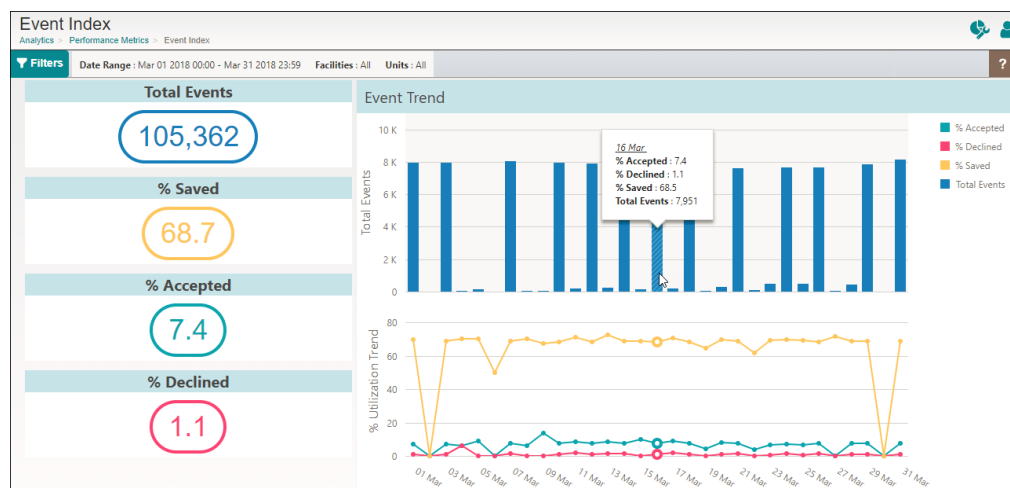 Event Index
Analytics > Performance Metrics > Event Index
Filters
Date Range : Mar 01 2018 00:00 - Mar 31 2018 23:59 Facilities : All Units : All
?
Total Events
105,362
% Saved
68.7
% Accepted
7.4
% Declined
1.1
Event Trend
Total Events
10 K
8 K
6 K
4 K
2 K
0
16 Mar
% Accepted : 7.4
% Declined : 1.1
% Saved : 68.5
Total Events : 7,951
% Accepted
% Declined
% Saved
Total Events
% Utilization Trend
80
60
40
20
0
01 Mar
03 Mar
05 Mar
07 Mar
09 Mar
11 Mar
13 Mar
15 Mar
17 Mar
19 Mar
21 Mar
23 Mar
25 Mar
27 Mar
29 Mar
31 Mar